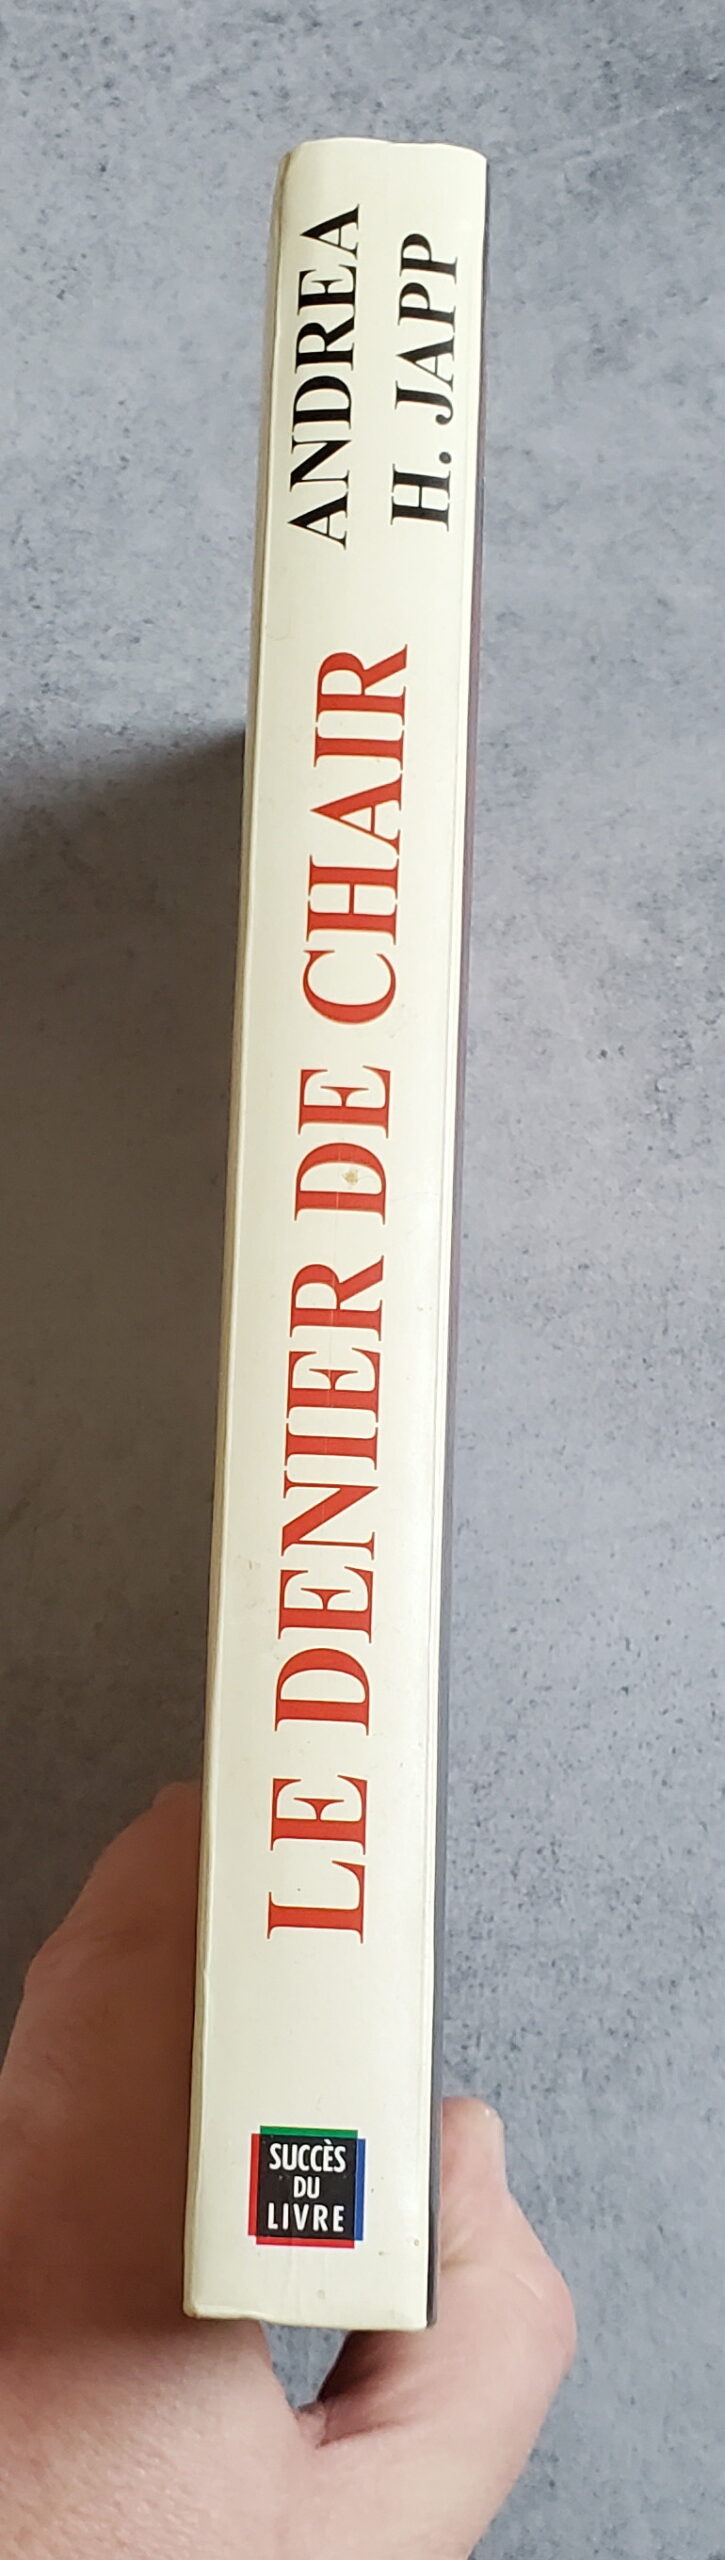 ANDREA
H. JAPP
LE DENIER DE CHAIR
SUCCÈS
DU
LIVRE